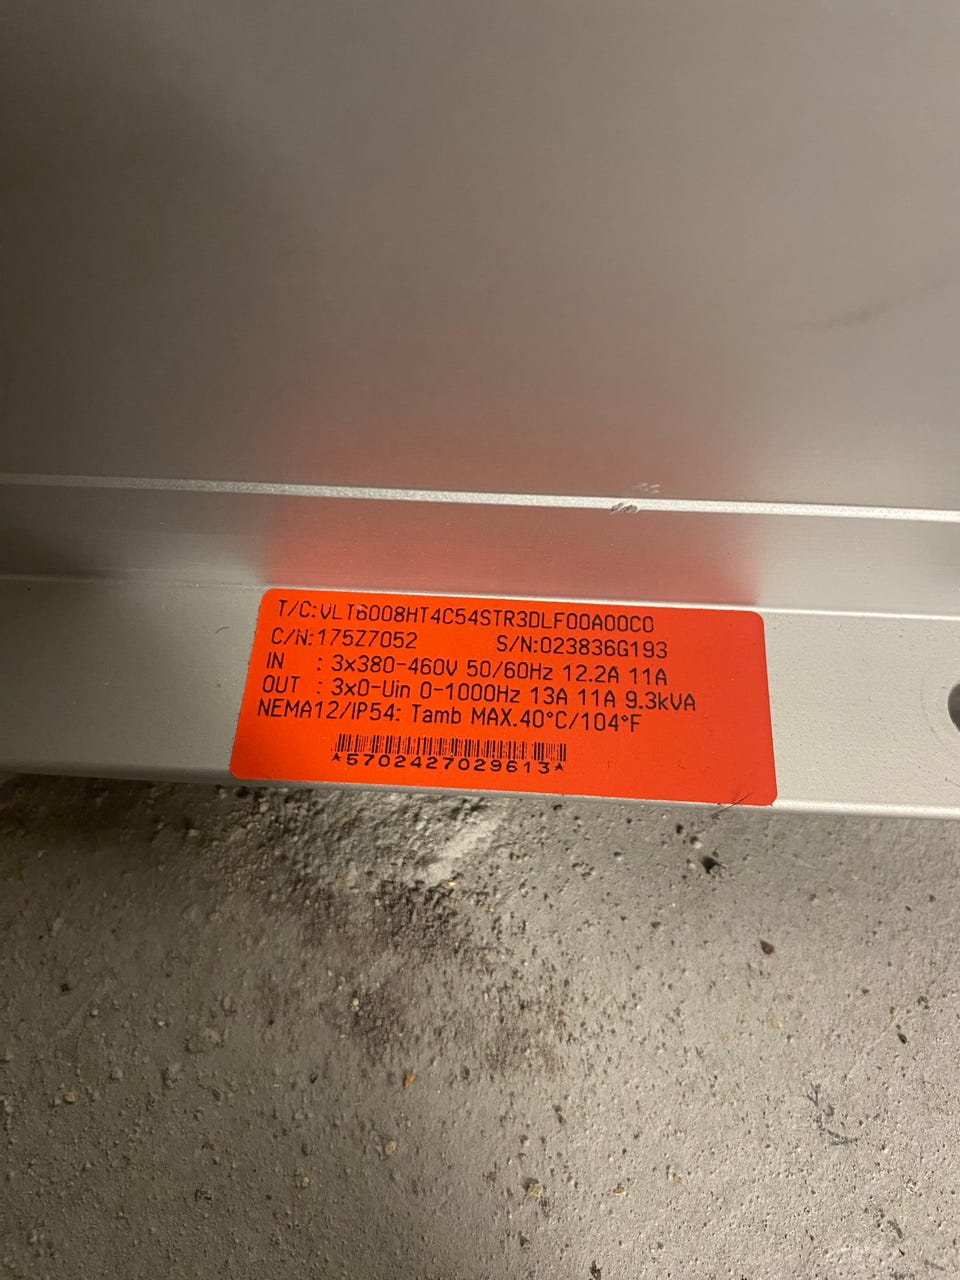 T/C:VLT6008HT4C54STR3DLF00A00C0
C/N:175Z7052 S/N:023836G193
IN : 3x380-460V 50/60Hz 12.2A 11A
OUT : 3x0-Uin 0-1000Hz 13A 11A 9.3kVA
NEMA12/IP54: Tamb MAX.40°C/104°F
*5702427029613*